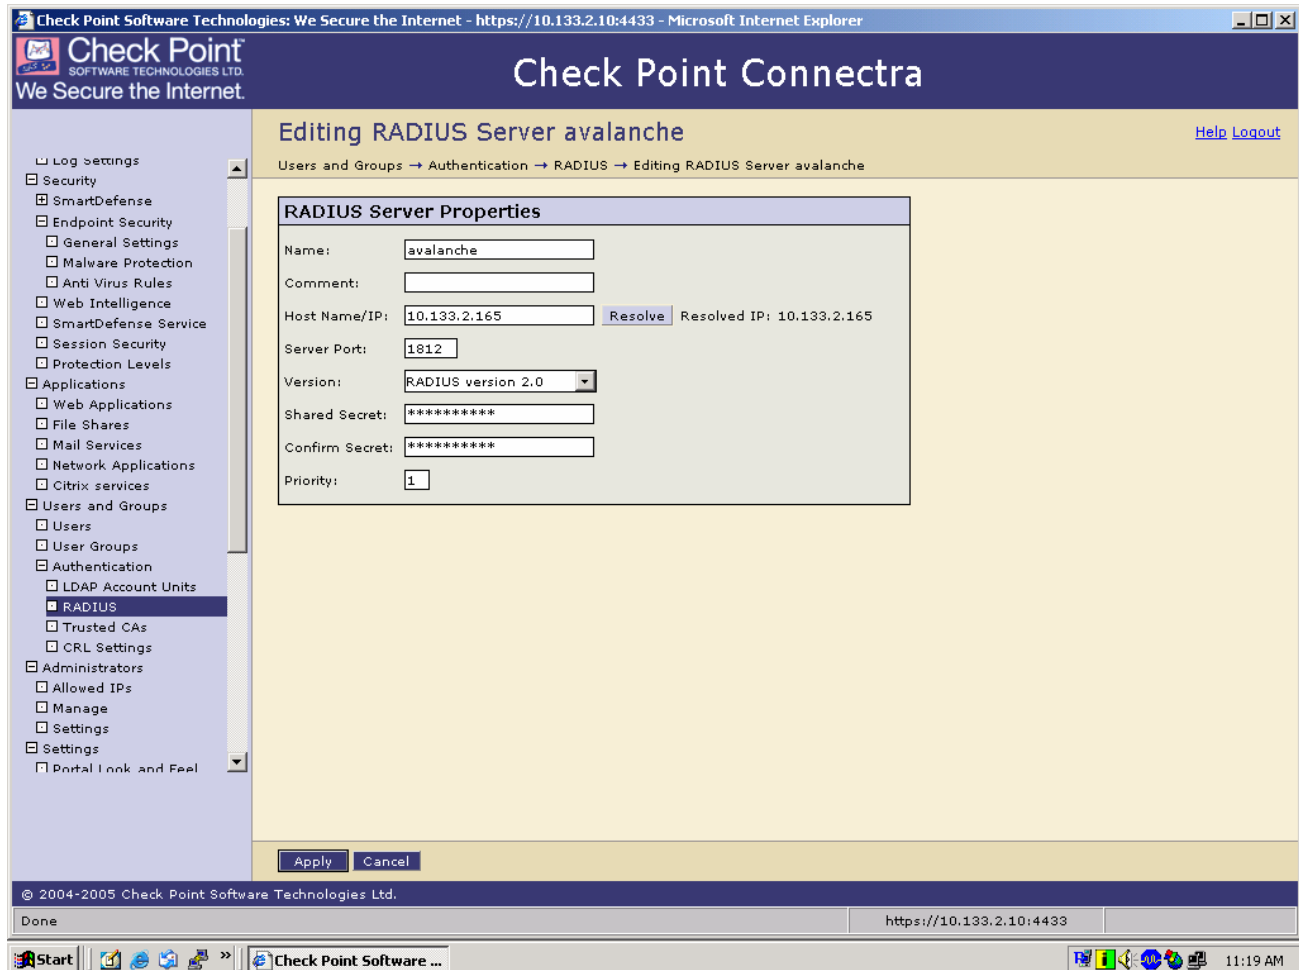 Check Point Software Technologies: We Secure the Internet - https://10.133.2.10:4433 - Microsoft Internet Explorer
Check Point
SOFTWARE TECHNOLOGIES LTD.
We Secure the Internet.
Check Point Connectra
Editing RADIUS Server avalanche
Help Logout
Users and Groups → Authentication → RADIUS → Editing RADIUS Server avalanche
Log Settings
Security
SmartDefense
Endpoint Security
General Settings
Malware Protection
Anti Virus Rules
Web Intelligence
SmartDefense Service
Session Security
Protection Levels
Applications
Web Applications
File Shares
Mail Services
Network Applications
Citrix services
Users and Groups
Users
User Groups
Authentication
LDAP Account Units
RADIUS
Trusted CAs
CRL Settings
Administrators
Allowed IPs
Manage
Settings
Settings
Portal Look and Feel
RADIUS Server Properties
Name: avalanche
Comment:
Host Name/IP: 10.133.2.165 Resolve Resolved IP: 10.133.2.165
Server Port: 1812
Version: RADIUS version 2.0
Shared Secret: **********
Confirm Secret: **********
Priority: 1
Apply Cancel
© 2004-2005 Check Point Software Technologies Ltd.
Done https://10.133.2.10:4433
Start » Check Point Software ... 11:19 AM